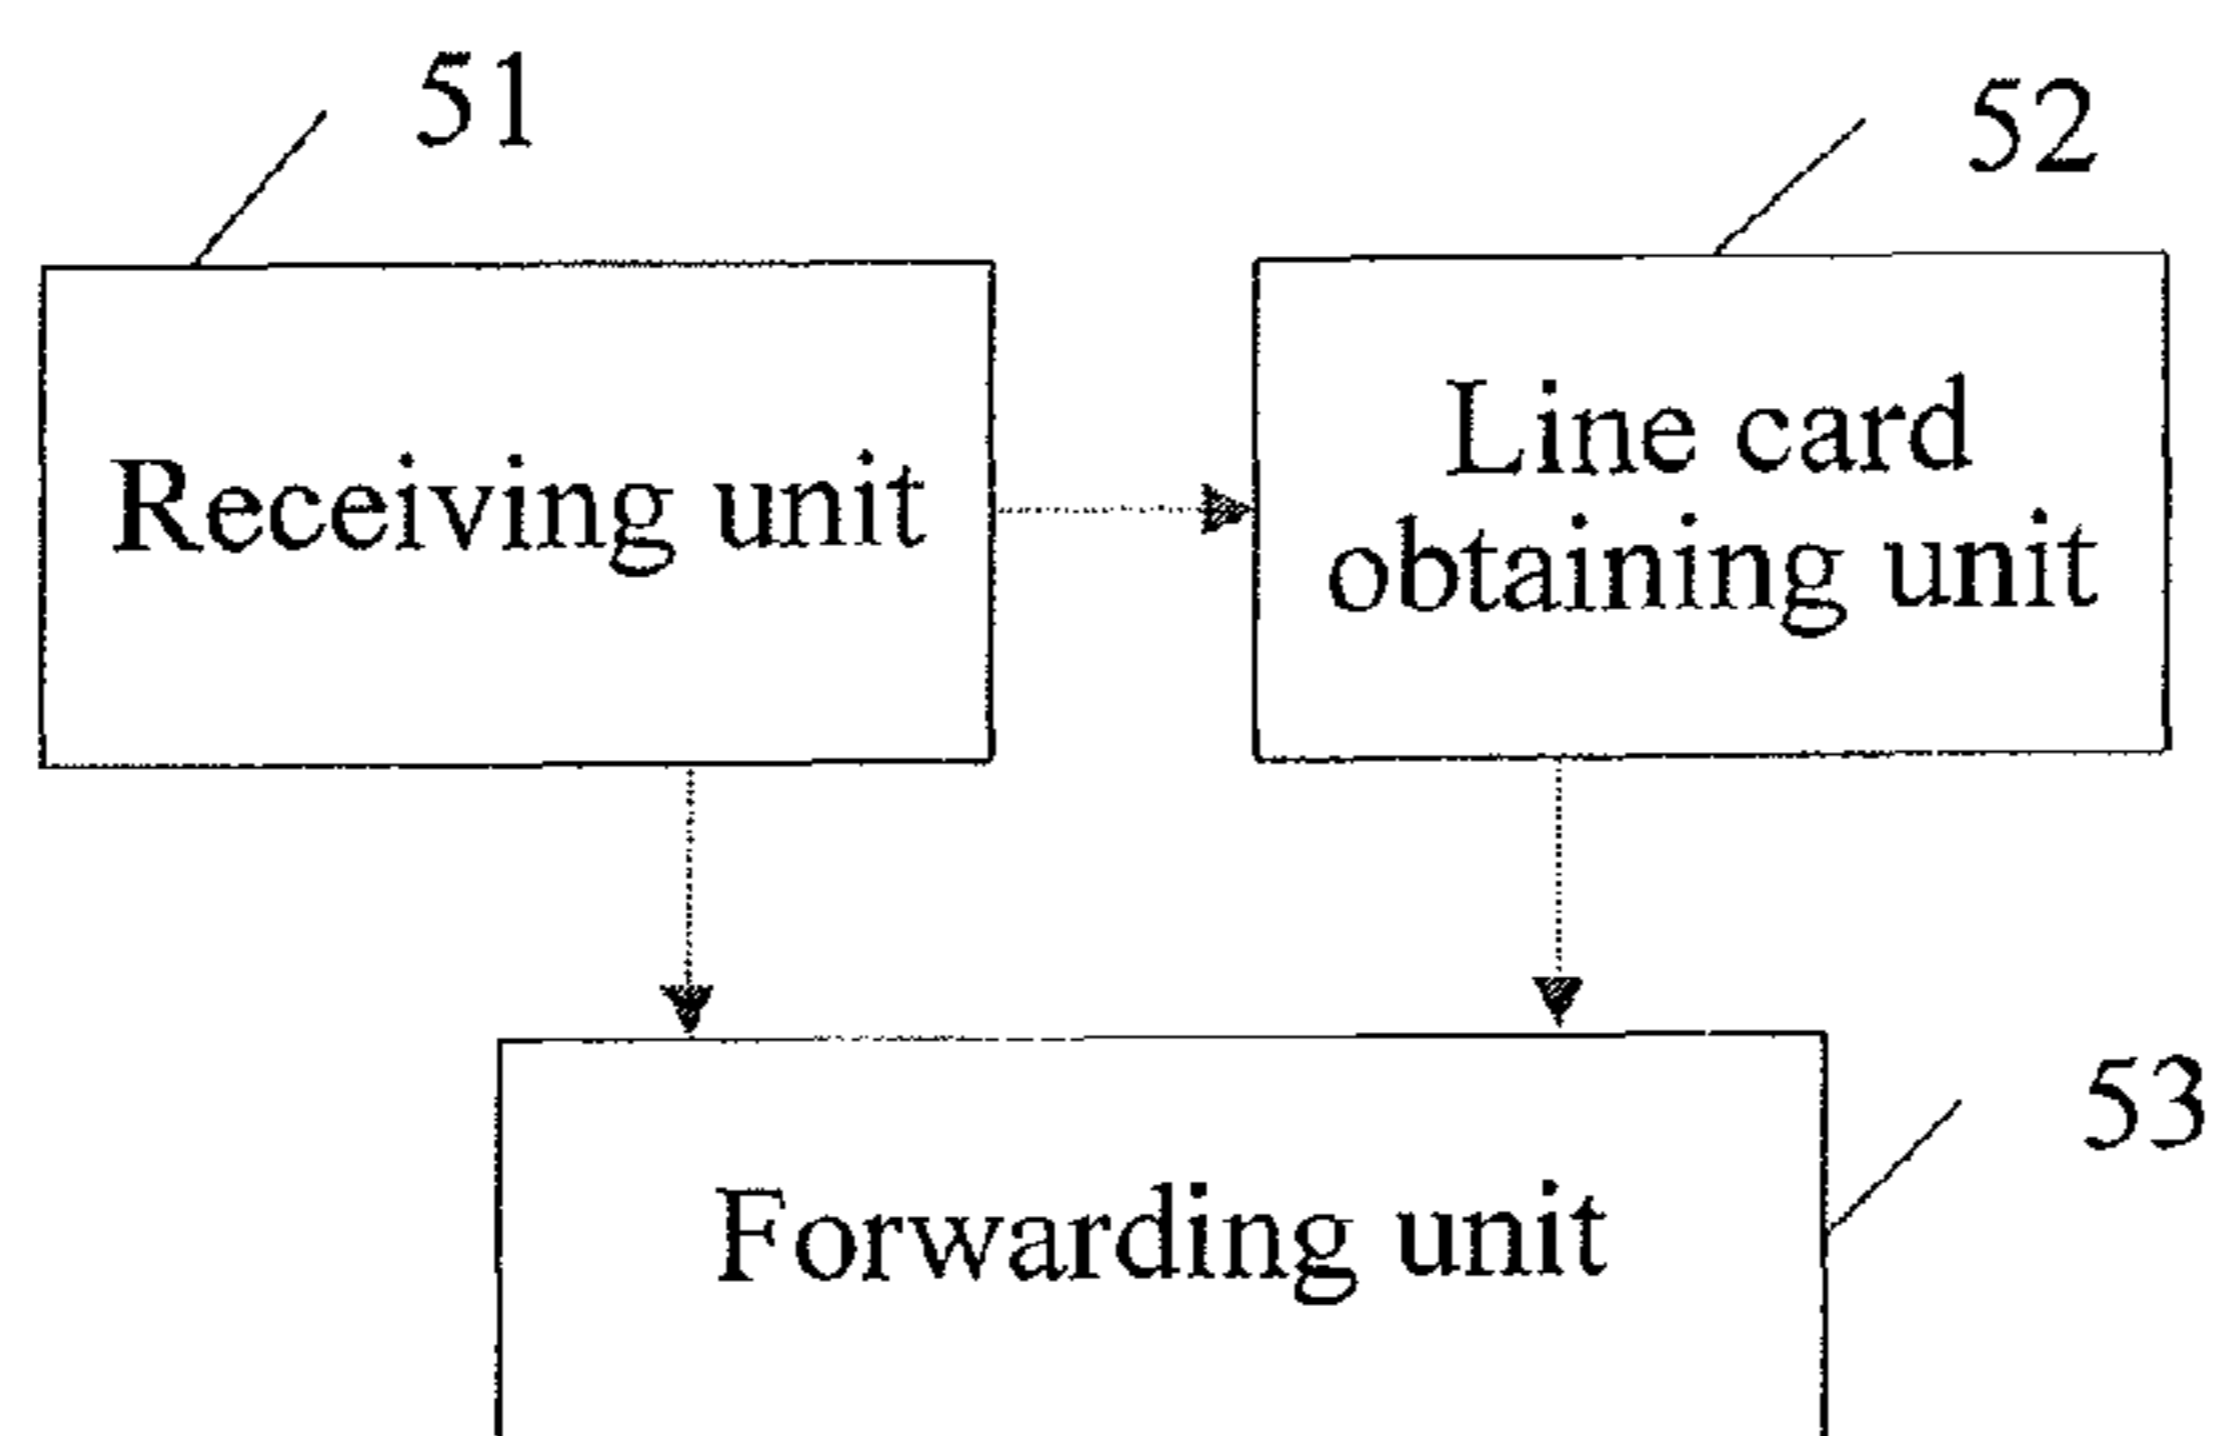 51
52
Receiving unit
Line card
obtaining unit
53
Forwarding unit